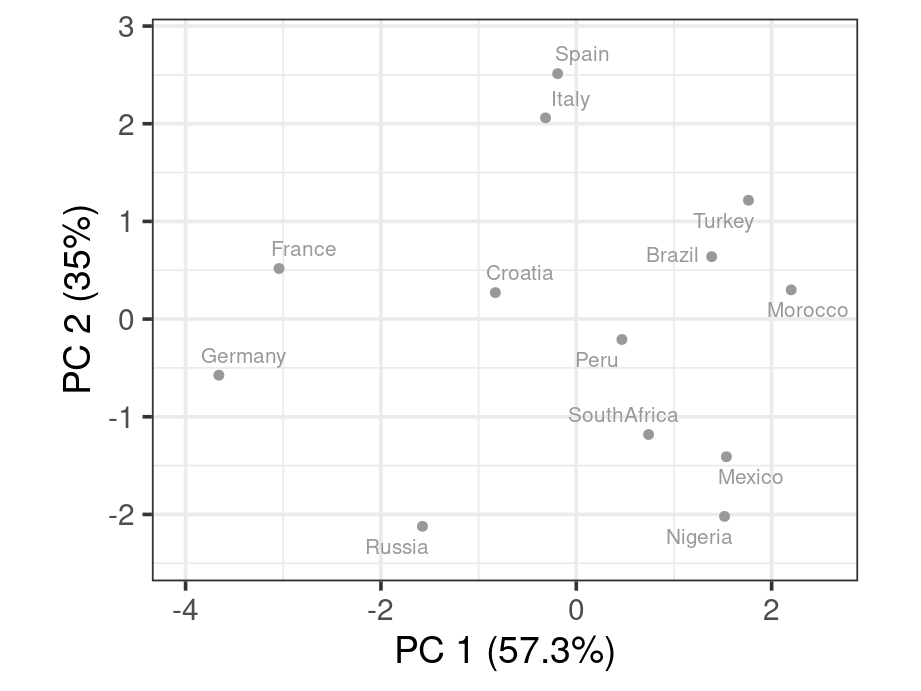 3
Spain
Italy
2
Turkey
1
France
Brazil
Croatia
0
Morocco
Germany
Peru
SouthAfrica
-1
Mexico
-2
Nigeria
Russia
-4
-2
0
2
PC 1 (57.3%)
PC 2 (35%)